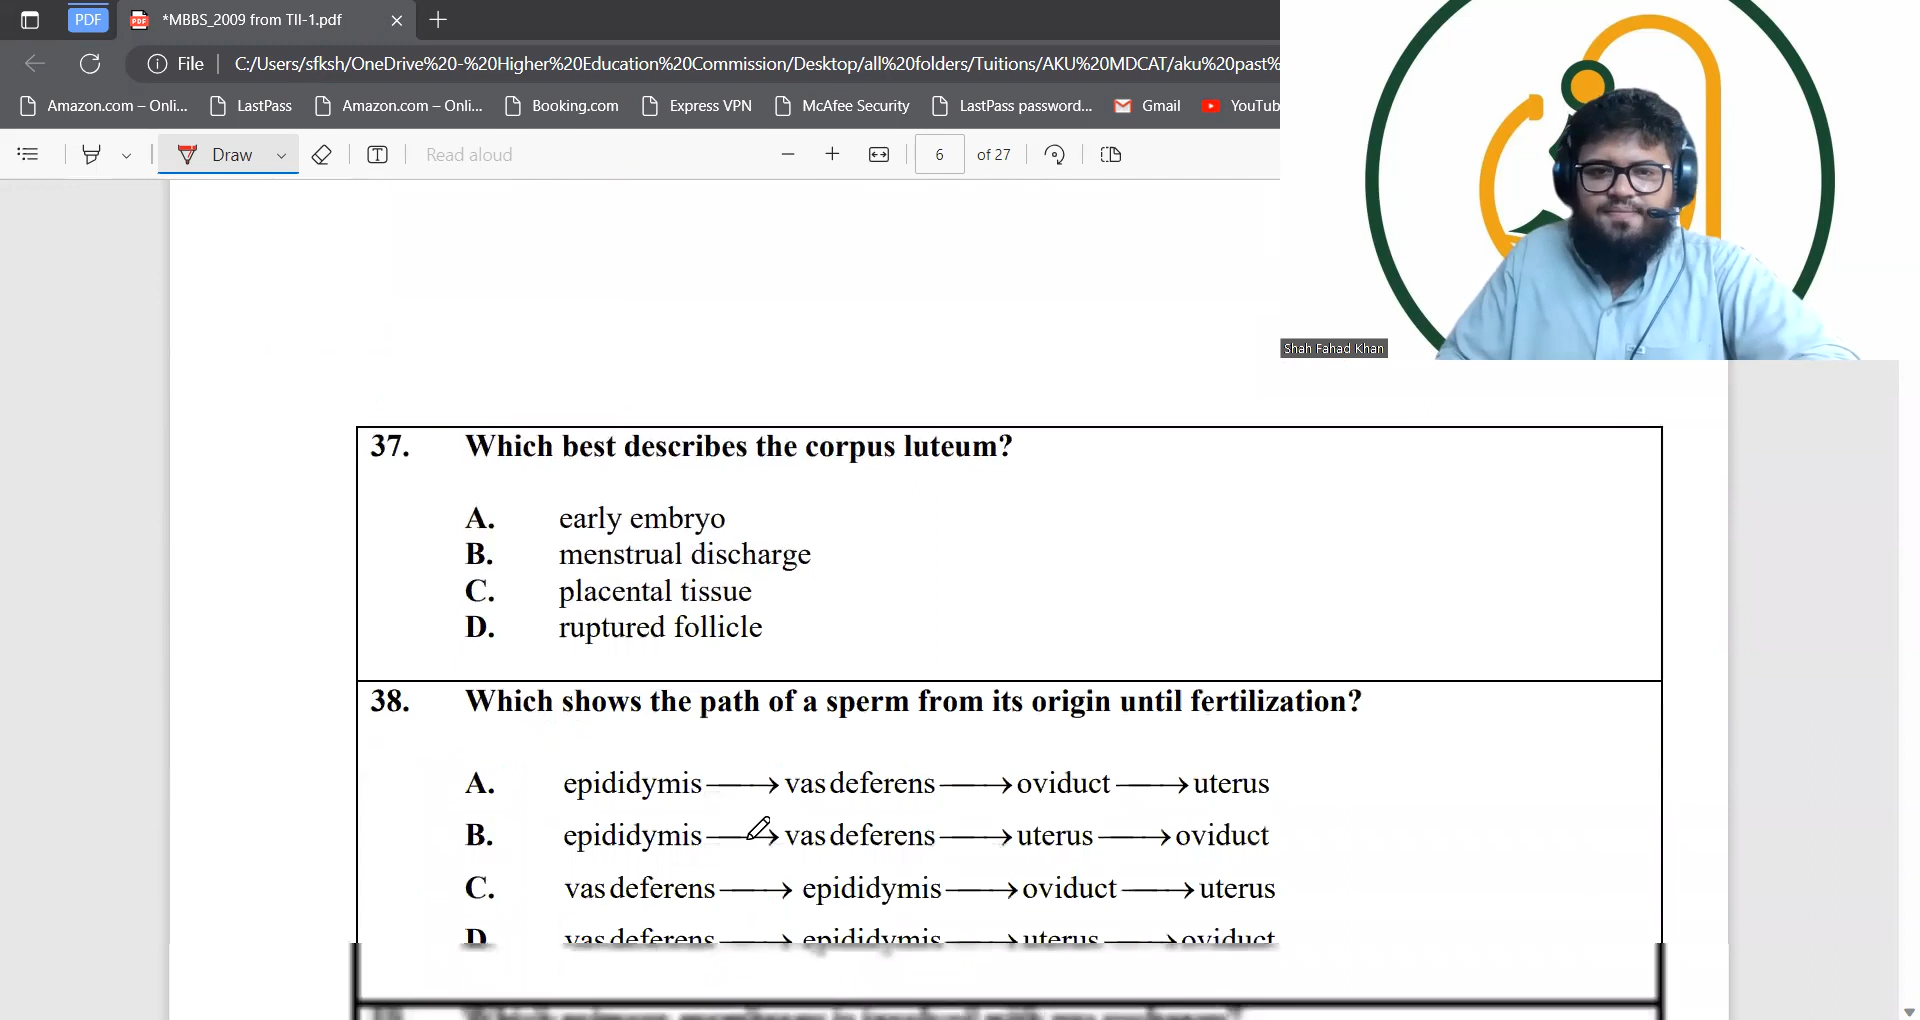 PDF
*MBBS_2009 from TII-1.pdf
File
C:/Users/sfksh/OneDrive%20-%20Higher%20Education%20Commission/Desktop/all%20folders/Tuitions/AKU%20MDCAT/aku%20past%
Amazon.com – Onli...
LastPass
Amazon.com – Onli...
Booking.com
Express VPN
McAfee Security
LastPass password...
Gmail
YouTub
Draw
Read aloud
6
of 27
Shah Fahad Khan
37. Which best describes the corpus luteum?
A. early embryo
B. menstrual discharge
C. placental tissue
D. ruptured follicle
38. Which shows the path of a sperm from its origin until fertilization?
A. epididymis → vas deferens → oviduct → uterus
B. epididymis → vas deferens → uterus → oviduct
C. vas deferens → epididymis → oviduct → uterus
D. vas deferens → epididymis → uterus → oviduct